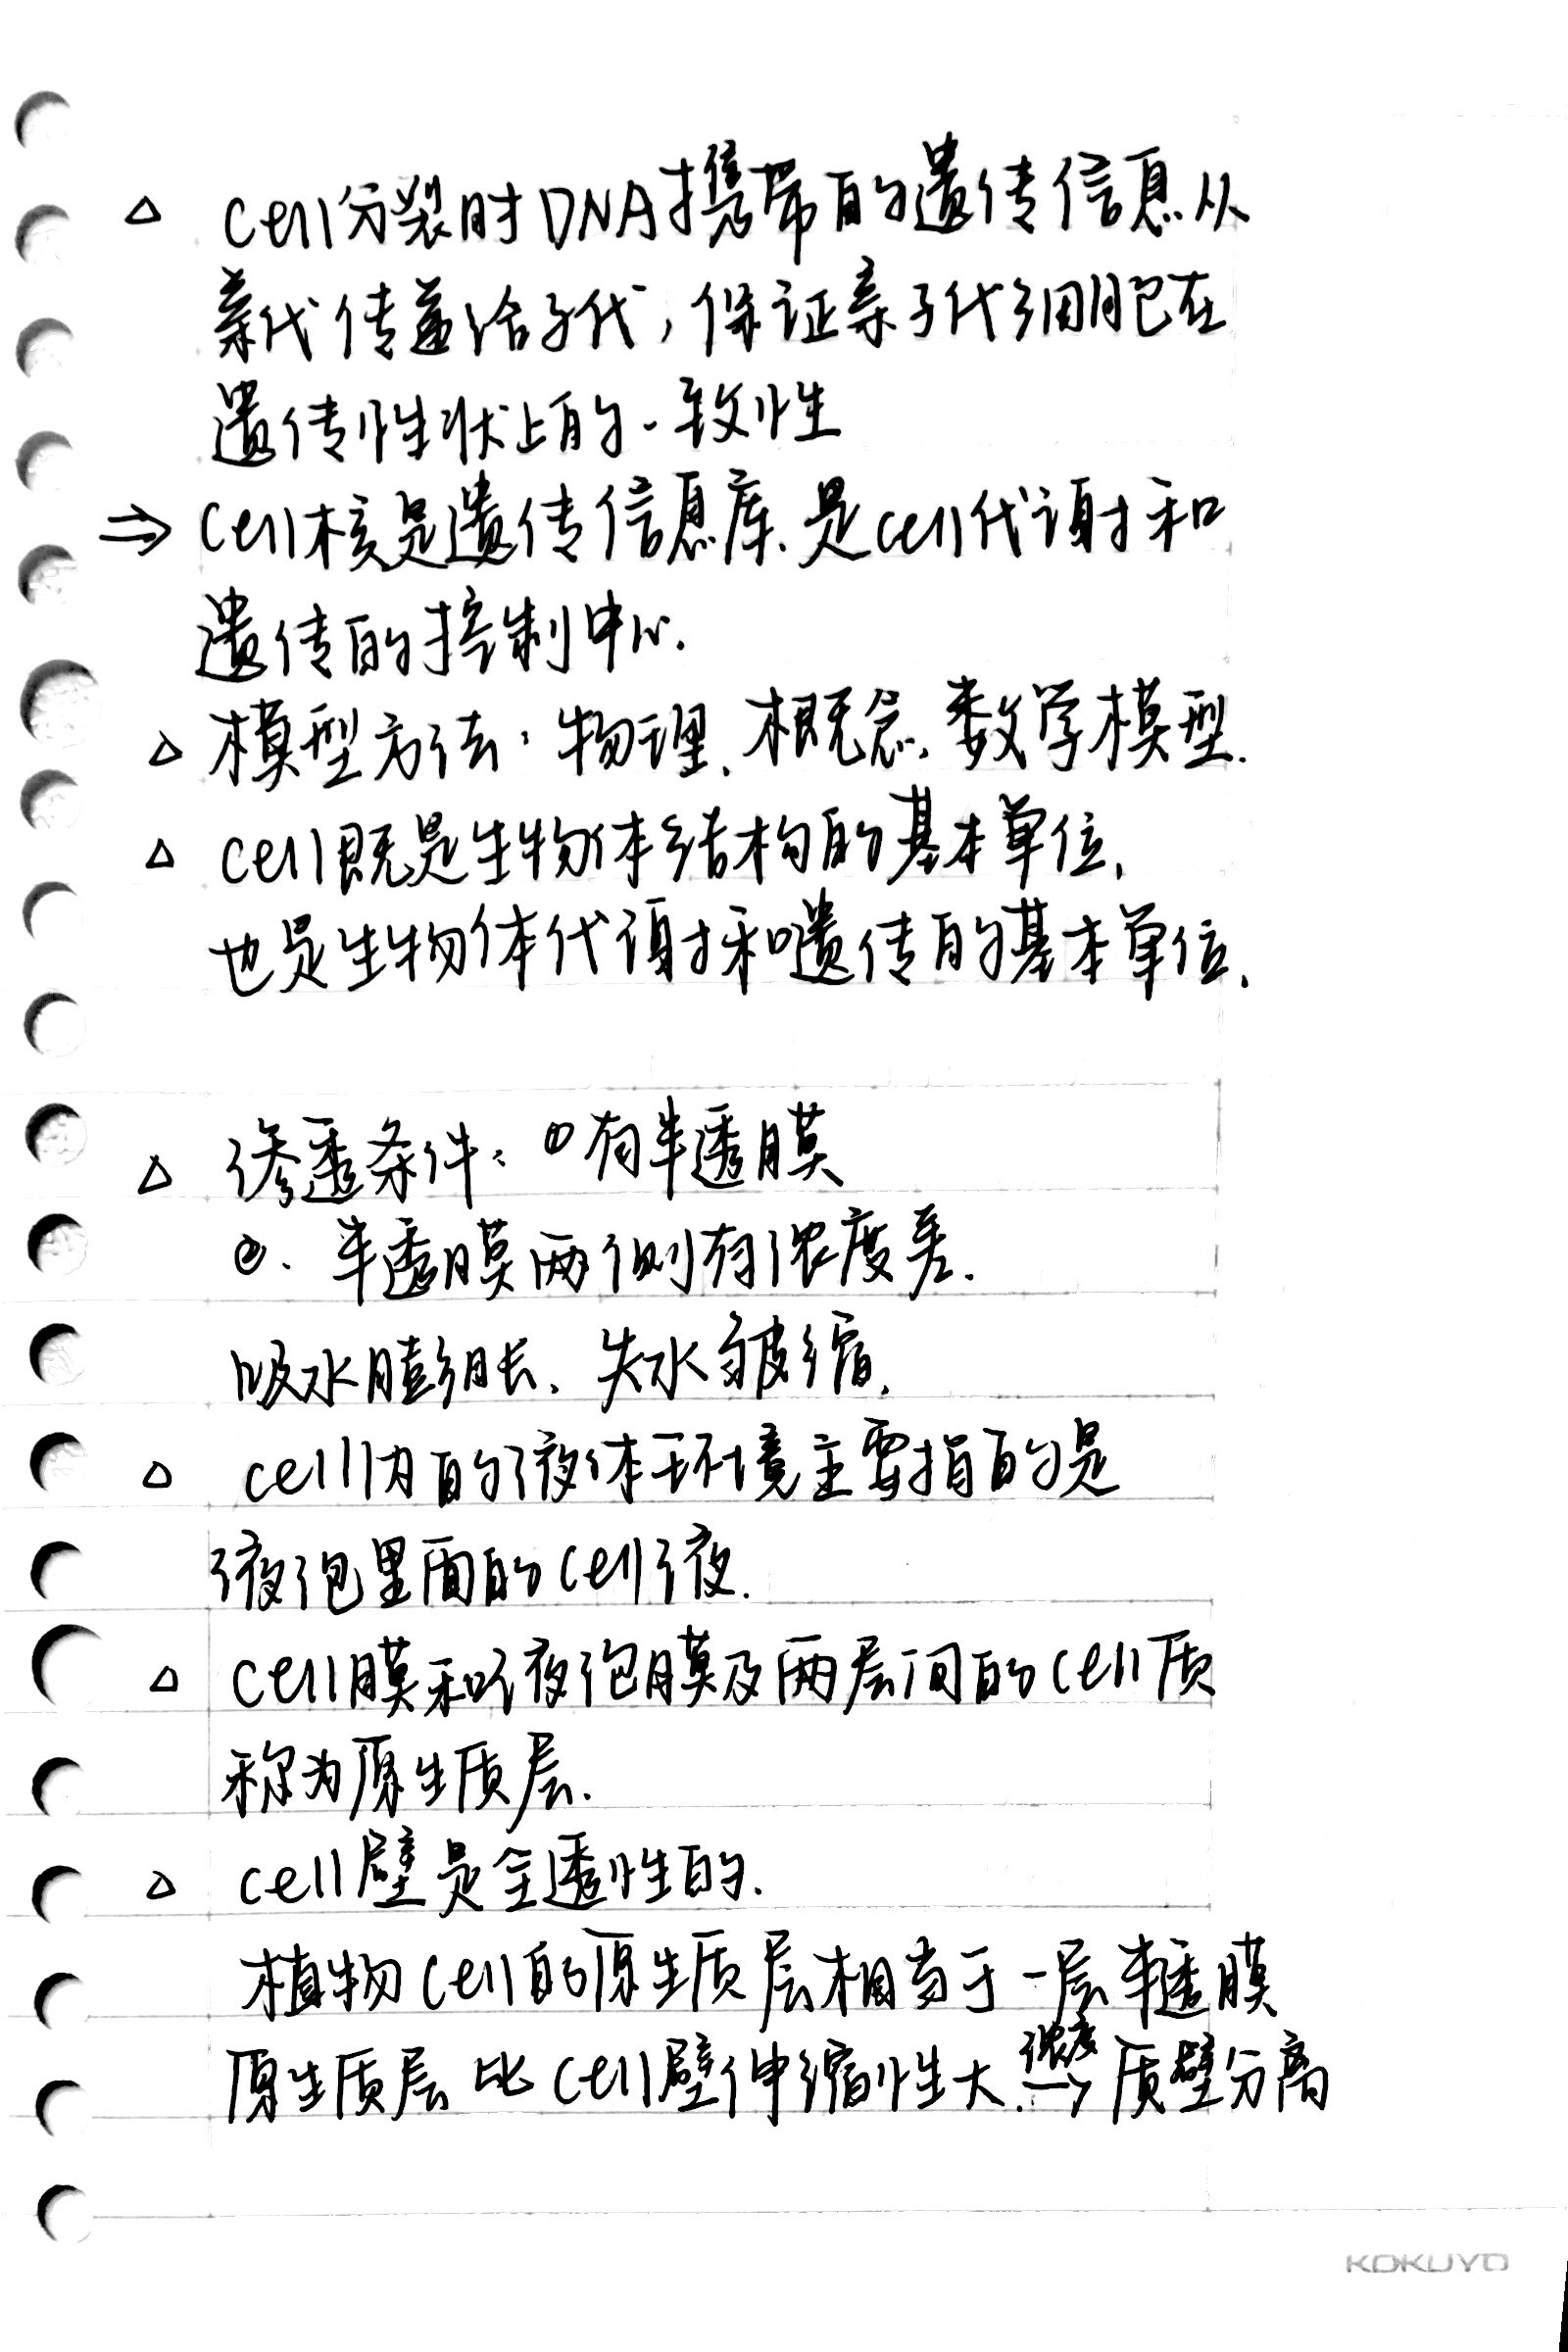 △ cell分裂时DNA携带的遗传信息从
亲代传递给子代，保证亲子代细胞在
遗传性状上的一致性
⇒ cell核是遗传信息库、是cell代谢和
遗传的控制中心.
△ 模型方法：物理、概念、数学模型.
△ cell既是生物体结构的基本单位,
也是生物体代谢和遗传的基本单位.
△ 渗透条件：①有半透膜
②、半透膜两侧有浓度差.
吸水膨胀、失水皱缩.
△ cell内的液体环境主要指的是
液泡里面的cell液.
△ cell膜和液泡膜及两层间的cell质
称为原生质层.
△ cell壁是全透性的.
植物cell的原生质层相当于一层半透膜
原生质层比cell壁伸缩性大. 浓度→ 质壁分离
KOKUYO